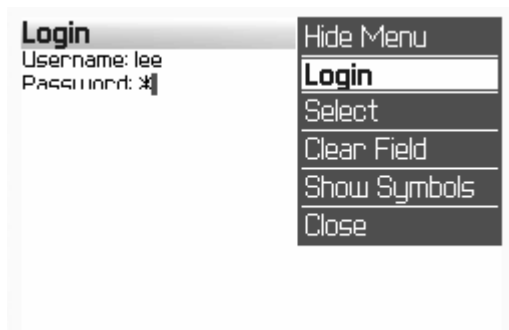 Login
Username: lee
Password: *
Hide Menu
Login
Select
Clear Field
Show Symbols
Close